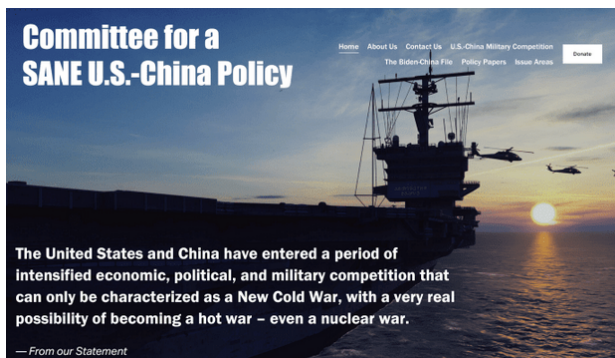 Committee for a
SANE U.S.-China Policy
Home About Us Contact Us U.S.-China Military Competition
The Biden-China File Policy Papers Issue Areas
Donate
The United States and China have entered a period of
intensified economic, political, and military competition that
can only be characterized as a New Cold War, with a very real
possibility of becoming a hot war – even a nuclear war.
— From our Statement